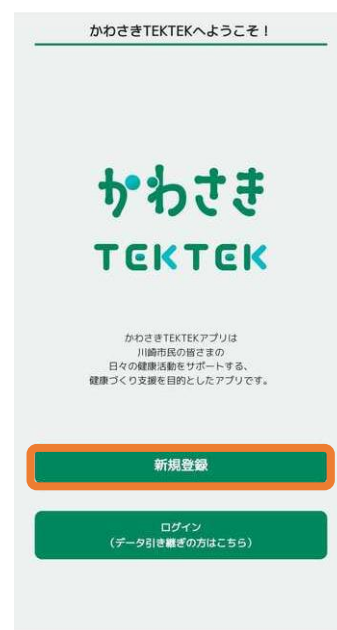 かわさきTEKTEKへようこそ！
かわさき
TEKTEK
かわさきTEKTEKアプリは
川崎市民の皆さまの
日々の健康活動をサポートする、
健康づくり支援を目的としたアプリです。
新規登録
ログイン
（データ引き継ぎの方はこちら）